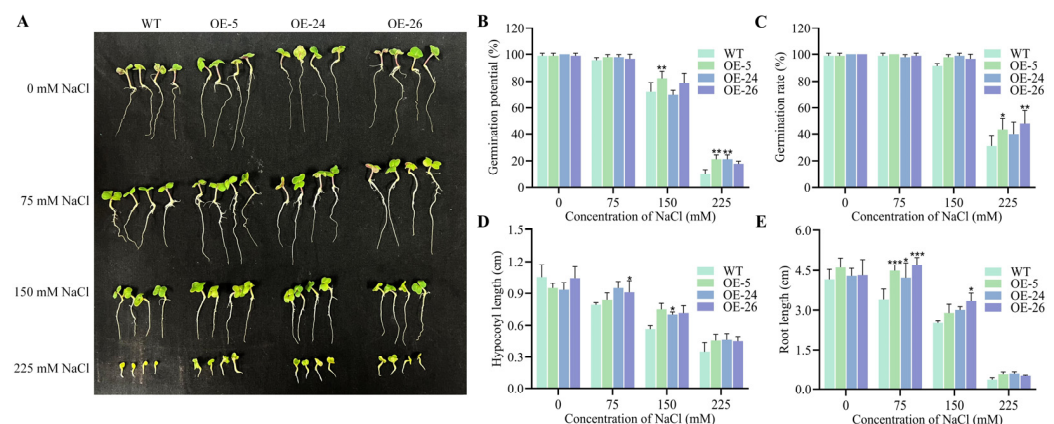 A
WT OE-5 OE-24 OE-26
0 mM NaCl
75 mM NaCl
150 mM NaCl
225 mM NaCl
B
Germiration potential (%)
120
100
80
60
40
20
0
** ** **
WT
OE-5
OE-24
OE-26
0 75 150 225
Concentration of NaCl (mM)
C
Germination rate (%)
120
100
80
60
40
20
0
* **
WT
OE-5
OE-24
OE-26
0 75 150 225
Concentration of NaCl (mM)
D
Hypocotyl length (cm)
1.5
1.2
0.9
0.6
0.3
0.0
* *
WT
OE-5
OE-24
OE-26
0 75 150 225
Concentration of NaCl (mM)
E
Root length (cm)
6.0
4.5
3.0
1.5
0.0
*** * *** *
WT
OE-5
OE-24
OE-26
0 75 150 225
Concentration of NaCl (mM)